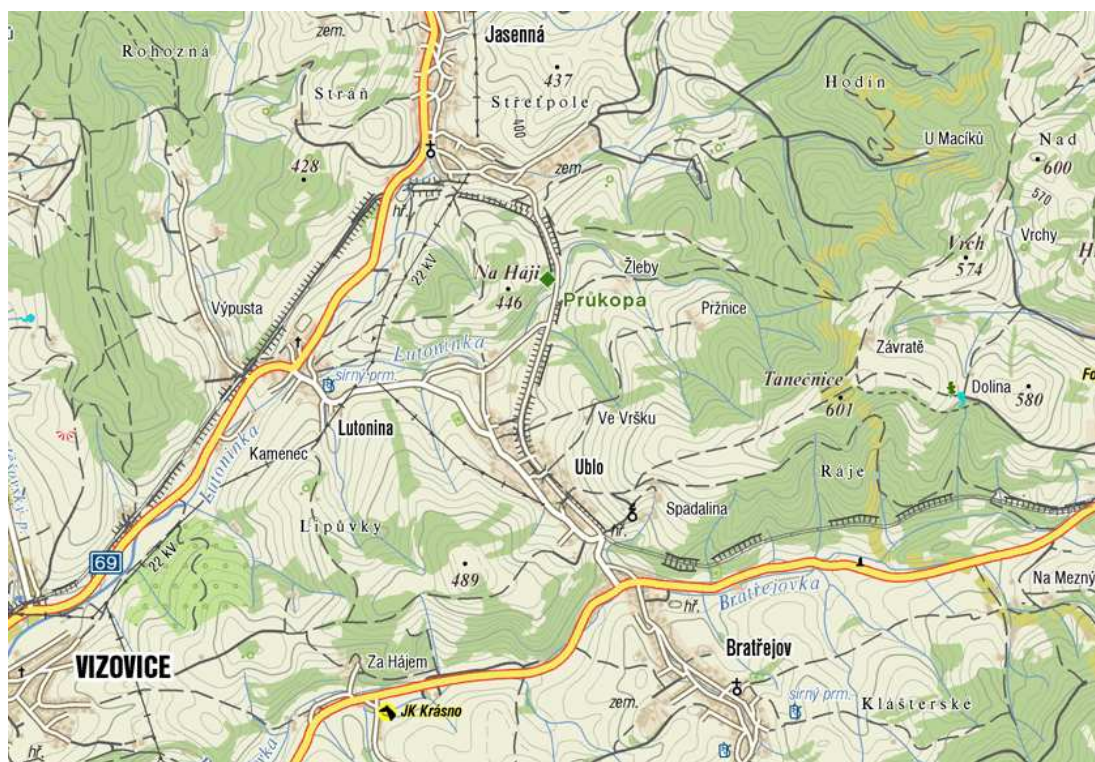 Rohozná
zem.
Jasenná
437
Hodin
Stráň
Střeťpole
400
U Macíků
Nad
600
428
zem.
570
hř.
Vrchy
Vrch
574
22 kV
Na Háji
446
Průkopa
Žleby
Výpusta
Pržnice
Závratě
Lutoninka
sirný prm.
Tanečnice
601
Dolina
580
Fo
Ve Vršku
Lutonina
Kamenec
Lutoninka
Ublo
Ráje
Spadalina
Lipůvky
hř.
69
22 kV
489
Na Mezný
hř.
Bratřejovka
VIZOVICE
Za Hájem
Bratřejov
JK Krásno
zem.
sirný prm.
Klášterské
hř.